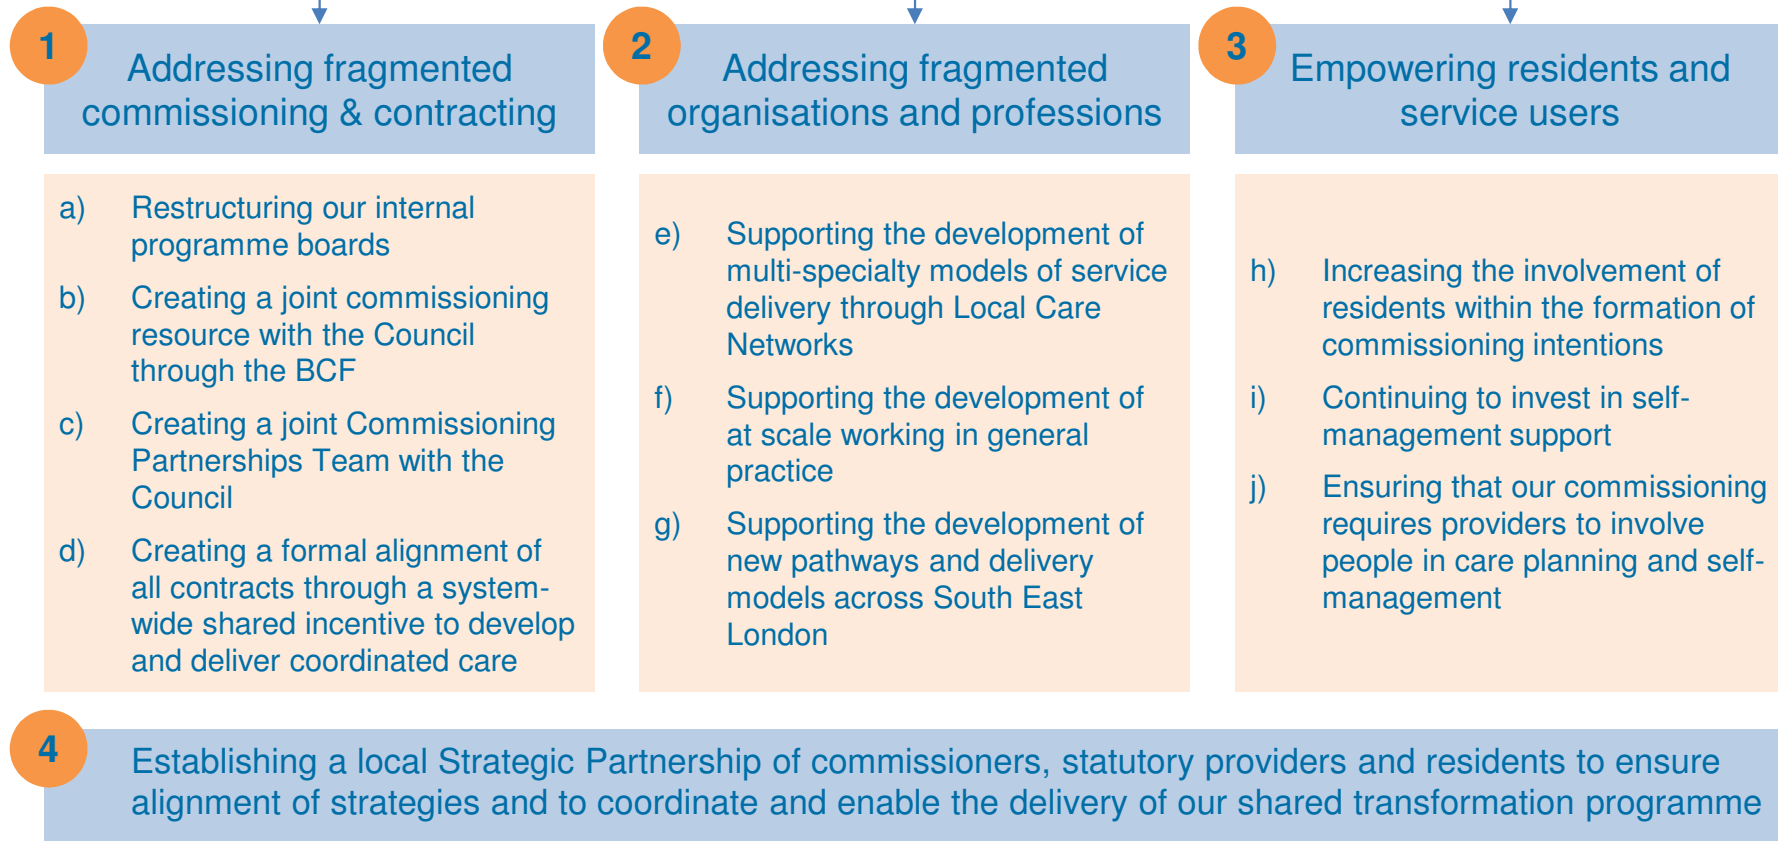 1
Addressing fragmented
commissioning & contracting
a) Restructuring our internal
programme boards
b) Creating a joint commissioning
resource with the Council
through the BCF
c) Creating a joint Commissioning
Partnerships Team with the
Council
d) Creating a formal alignment of
all contracts through a system-
wide shared incentive to develop
and deliver coordinated care
2
Addressing fragmented
organisations and professions
e) Supporting the development of
multi-specialty models of service
delivery through Local Care
Networks
f) Supporting the development of
at scale working in general
practice
g) Supporting the development of
new pathways and delivery
models across South East
London
3
Empowering residents and
service users
h) Increasing the involvement of
residents within the formation of
commissioning intentions
i) Continuing to invest in self-
management support
j) Ensuring that our commissioning
requires providers to involve
people in care planning and self-
management
4
Establishing a local Strategic Partnership of commissioners, statutory providers and residents to ensure
alignment of strategies and to coordinate and enable the delivery of our shared transformation programme